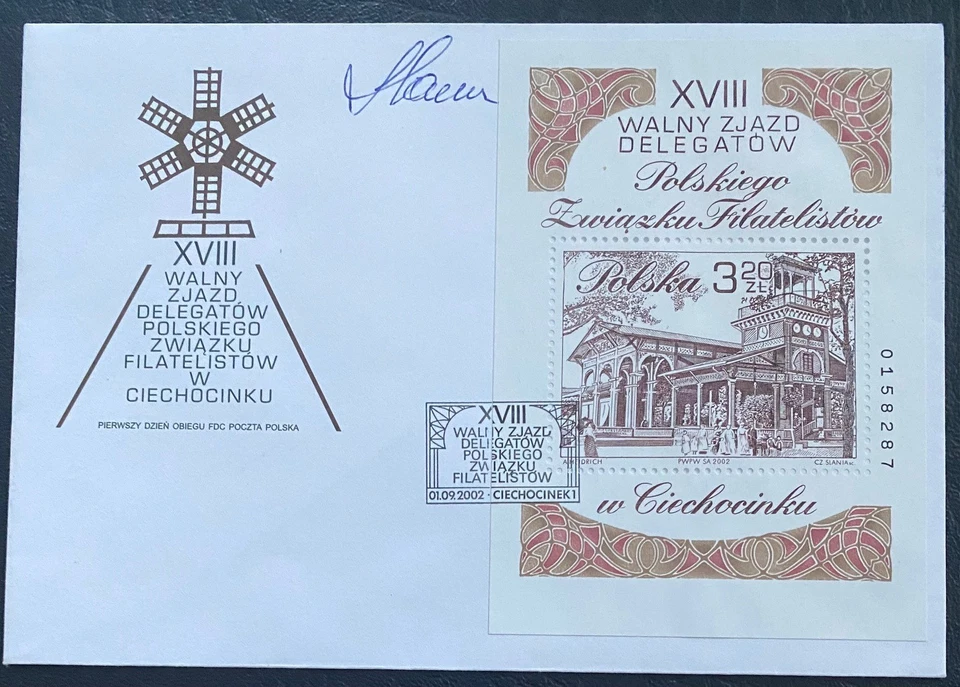 XVIII
WALNY
ZJAZD
DELEGATÓW
POLSKIEGO
ZWIĄZKU
FILATELISTÓW
W
CIECHOCINKU
PIERWSZY DZIEŃ OBIEGU FDC POCZTA POLSKA
XVIII
WALNY ZJAZD
DELEGATÓW
Polskiego
Związku Filatelistów
Polska 3 20 ZŁ
PWPW SA 2002
CZ SLANIA sc.
0158287
w Ciechocinku
XVIII
WALNY ZJAZD
DELEGATÓW
POLSKIEGO
ZWIĄZKU
FILATELISTÓW
01.09.2002 · CIECHOCINEK 1